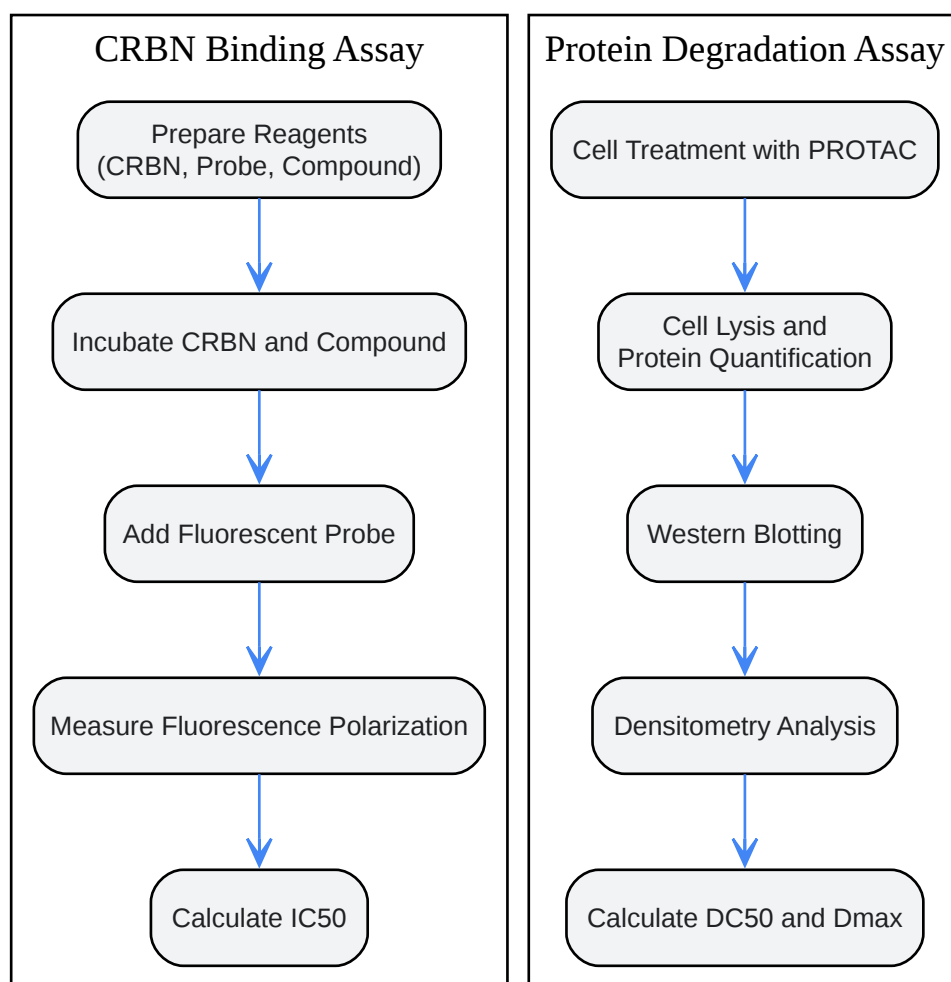 CRBN Binding Assay
Prepare Reagents
(CRBN, Probe, Compound)
Incubate CRBN and Compound
Add Fluorescent Probe
Measure Fluorescence Polarization
Calculate IC50
Protein Degradation Assay
Cell Treatment with PROTAC
Cell Lysis and
Protein Quantification
Western Blotting
Densitometry Analysis
Calculate DC50 and Dmax